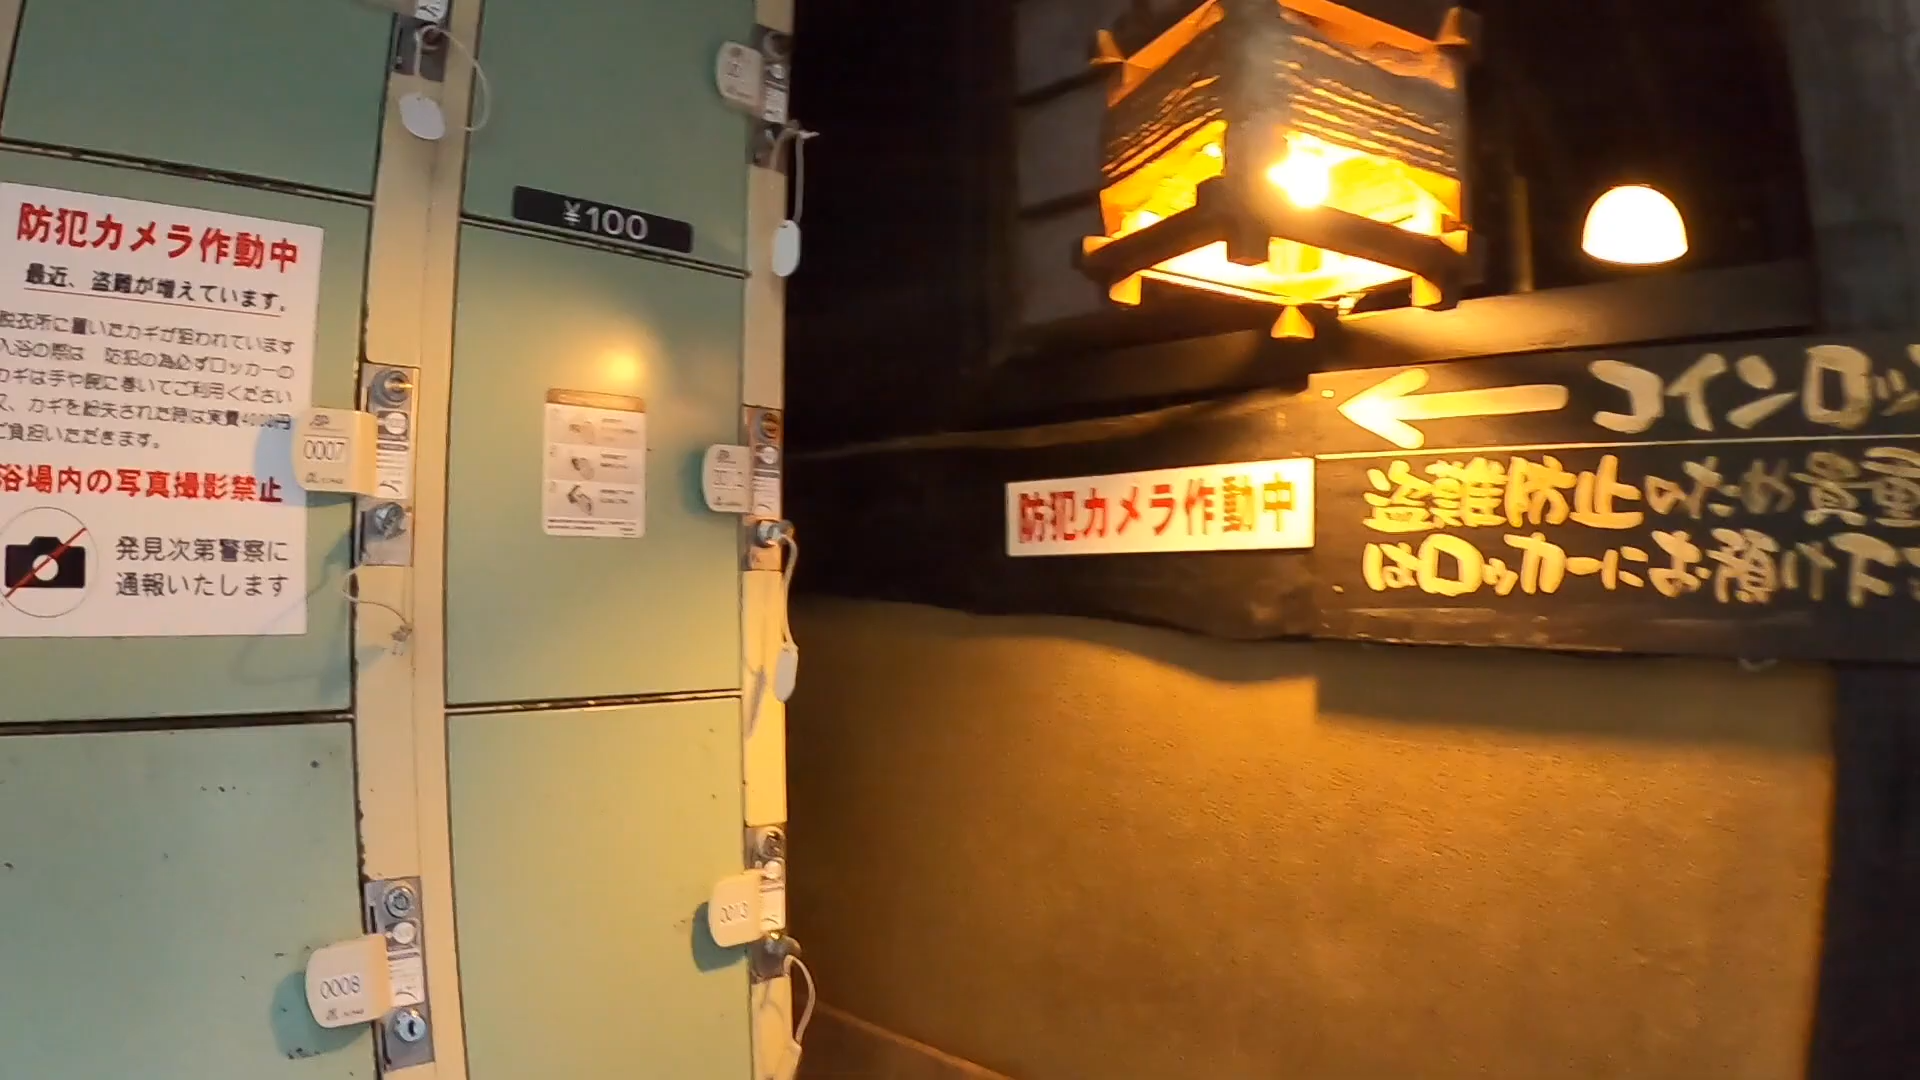 防犯カメラ作動中
最近、盗難が増えています。
脱衣所に置いたカギが狙われています
入浴の際は 防犯の為必ずロッカーの
カギは手や腕に巻いてご利用ください
又、カギを紛失された時は実費4000円
ご負担いただきます。
浴場内の写真撮影禁止
発見次第警察に
通報いたします
¥100
0007
0008
0013
防犯カメラ作動中
コインロッ
盗難防止のため貴重
はロッカーにお預け下